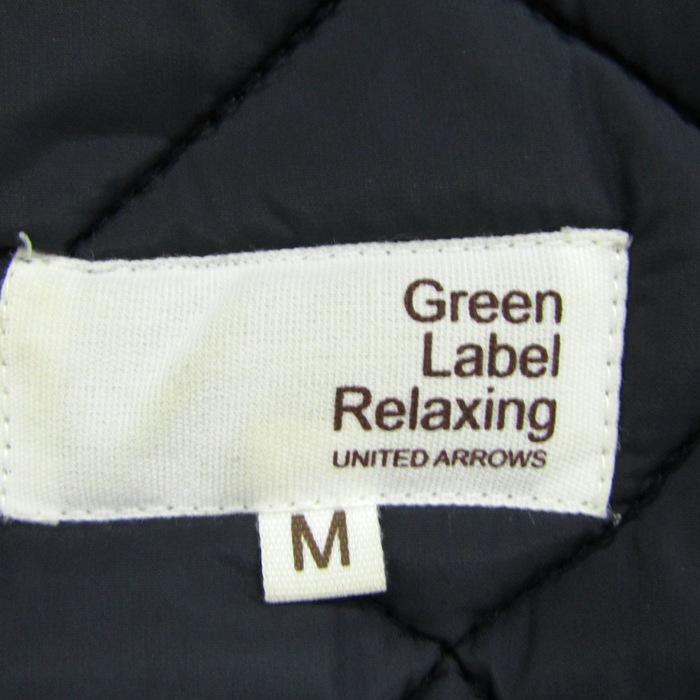 Green
Label
Relaxing
UNITED ARROWS
M